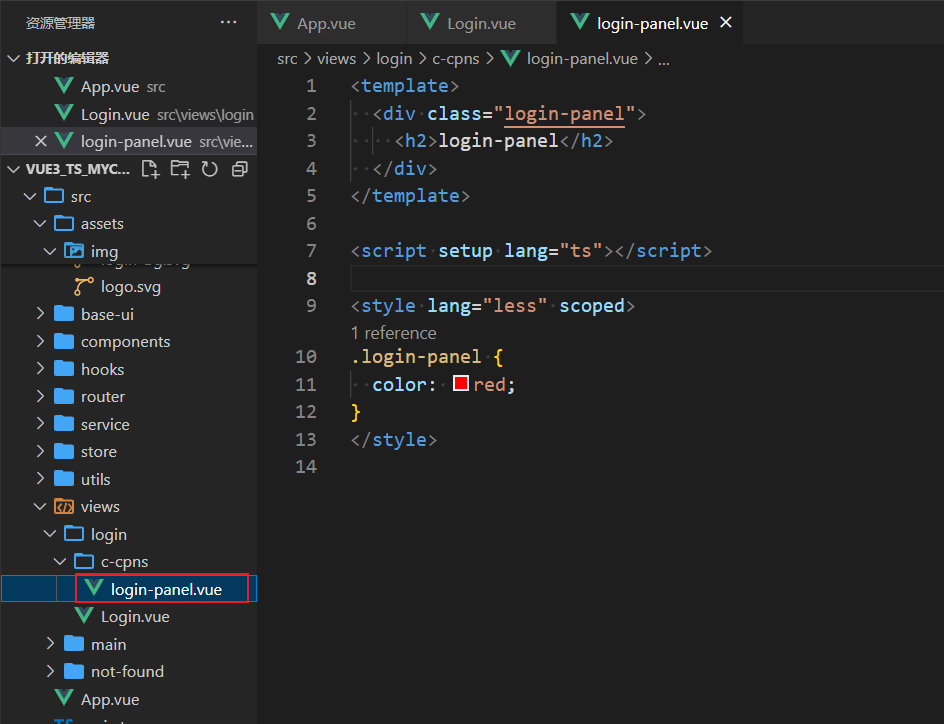 资源管理器 ···
打开的编辑器
App.vue src
Login.vue src\views\login
login-panel.vue src\vie...
VUE3_TS_MYC...
src
assets
img
logo.svg
base-ui
components
hooks
router
service
store
utils
views
login
c-cpns
login-panel.vue
Login.vue
main
not-found
App.vue
App.vue Login.vue login-panel.vue
src > views > login > c-cpns > login-panel.vue > ...
1 <template>
2 <div class="login-panel">
3 <h2>login-panel</h2>
4 </div>
5 </template>
6
7 <script setup lang="ts"></script>
8
9 <style lang="less" scoped>
1 reference
10 .login-panel {
11 color: red;
12 }
13 </style>
14